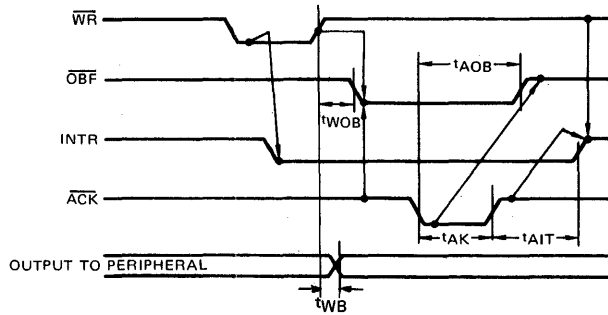 WR
OBF
tAOB
tWOB
INTR
ACK
tAK
tAIT
OUTPUT TO PERIPHERAL
tWB